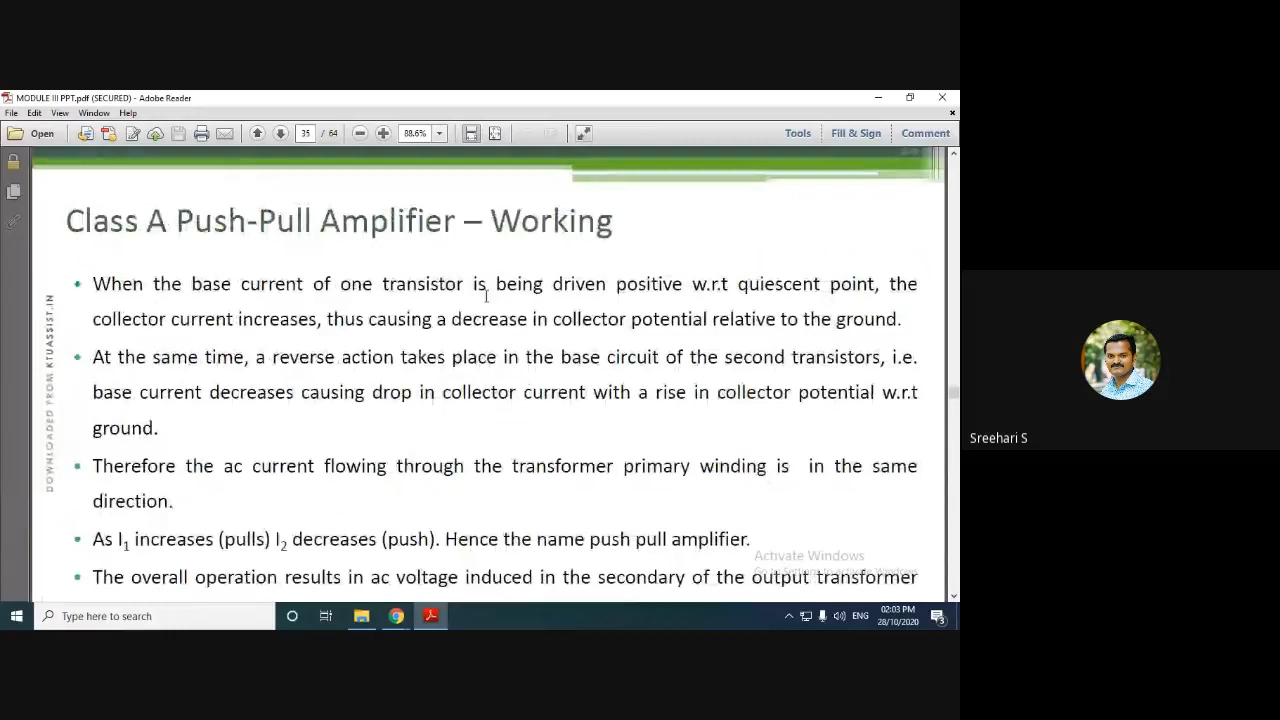 MODULE III PPT.pdf (SECURED) - Adobe Reader
File Edit View Window Help
Open 35 / 64 88.6% Tools Fill & Sign Comment
Class A Push-Pull Amplifier – Working
• When the base current of one transistor is being driven positive w.r.t quiescent point, the
collector current increases, thus causing a decrease in collector potential relative to the ground.
• At the same time, a reverse action takes place in the base circuit of the second transistors, i.e.
base current decreases causing drop in collector current with a rise in collector potential w.r.t
ground.
• Therefore the ac current flowing through the transformer primary winding is in the same
direction.
• As I1 increases (pulls) I2 decreases (push). Hence the name push pull amplifier.
• The overall operation results in ac voltage induced in the secondary of the output transformer
DOWNLOADED FROM KTUASSIST.IN
Activate Windows
Go to Settings to activate Windows.
Type here to search
ENG
02:03 PM
28/10/2020
3
Sreehari S